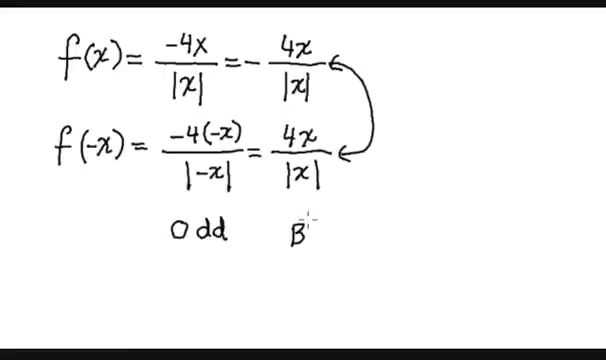 f(x) = -4x/|x| = - 4x/|x|
f(-x) = -4(-x)/|-x| = 4x/|x|
Odd B